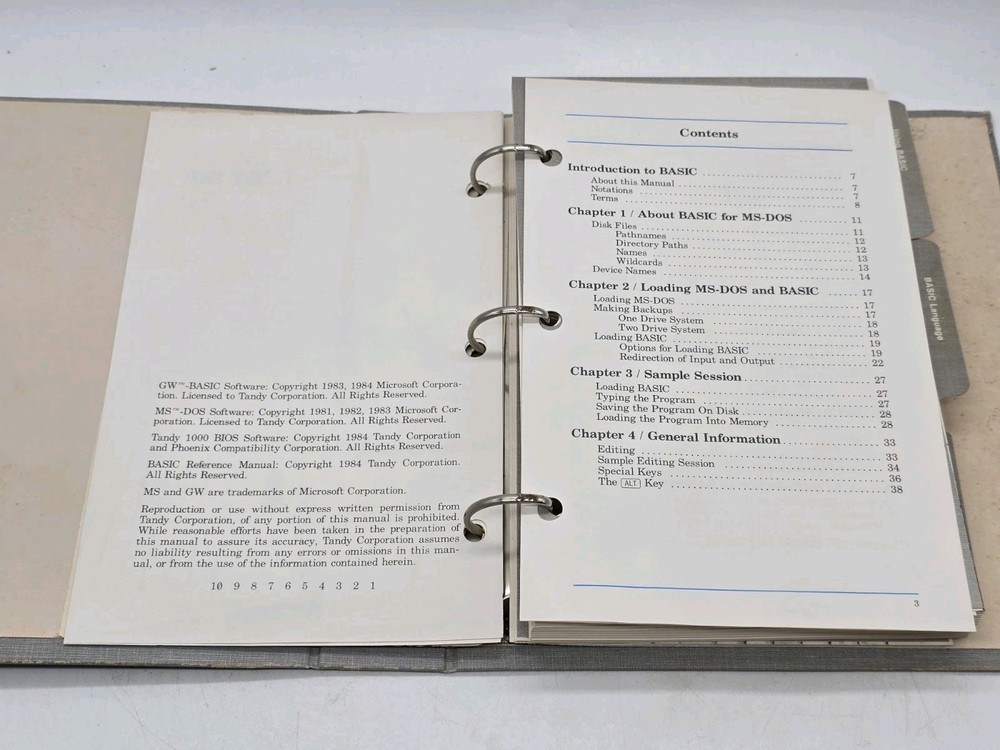 GW™-BASIC Software: Copyright 1983, 1984 Microsoft Corpora-
tion. Licensed to Tandy Corporation. All Rights Reserved.
MS™-DOS Software: Copyright 1981, 1982, 1983 Microsoft Cor-
poration. Licensed to Tandy Corporation. All Rights Reserved.
Tandy 1000 BIOS Software: Copyright 1984 Tandy Corporation
and Phoenix Compatibility Corporation. All Rights Reserved.
BASIC Reference Manual: Copyright 1984 Tandy Corporation.
All Rights Reserved.
MS and GW are trademarks of Microsoft Corporation.
Reproduction or use without express written permission from
Tandy Corporation, of any portion of this manual is prohibited.
While reasonable efforts have been taken in the preparation of
this manual to assure its accuracy, Tandy Corporation assumes
no liability resulting from any errors or omissions in this man-
ual, or from the use of the information contained herein.
10 9 8 7 6 5 4 3 2 1
Contents
Introduction to BASIC 7
About this Manual 7
Notations 7
Terms 8
Chapter 1 / About BASIC for MS-DOS 11
Disk Files 11
Pathnames 12
Directory Paths 12
Names 13
Wildcards 13
Device Names 14
Chapter 2 / Loading MS-DOS and BASIC 17
Loading MS-DOS 17
Making Backups 17
One Drive System 18
Two Drive System 18
Loading BASIC 19
Options for Loading BASIC 19
Redirection of Input and Output 22
Chapter 3 / Sample Session 27
Loading BASIC 27
Typing the Program 27
Saving the Program On Disk 28
Loading the Program Into Memory 28
Chapter 4 / General Information 33
Editing 33
Sample Editing Session 34
Special Keys 36
The ALT Key 38
3
BASIC
BASIC Language